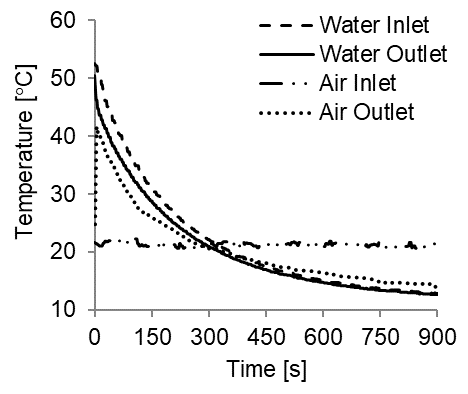 Temperature [°C]
60
50
40
30
20
10
Water Inlet
Water Outlet
Air Inlet
Air Outlet
0 150 300 450 600 750 900
Time [s]